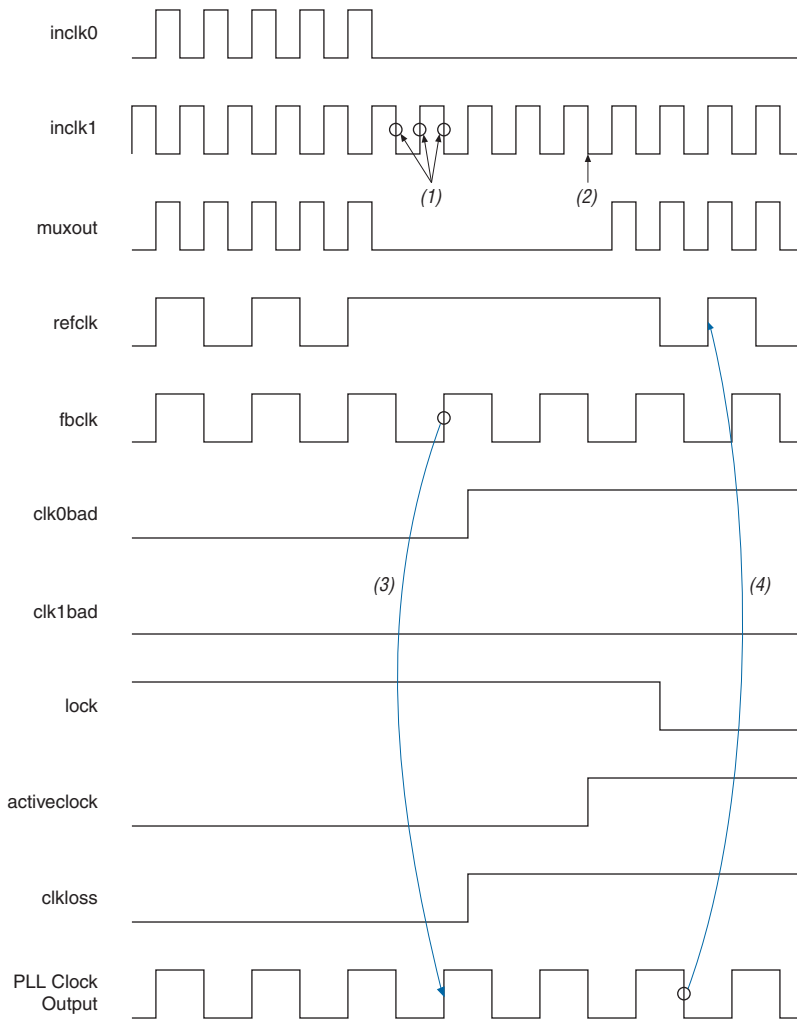 inclk0
inclk1
(1)
(2)
muxout
refclk
fbclk
clk0bad
(3)
(4)
clk1bad
lock
activeclock
clkloss
PLL Clock
Output